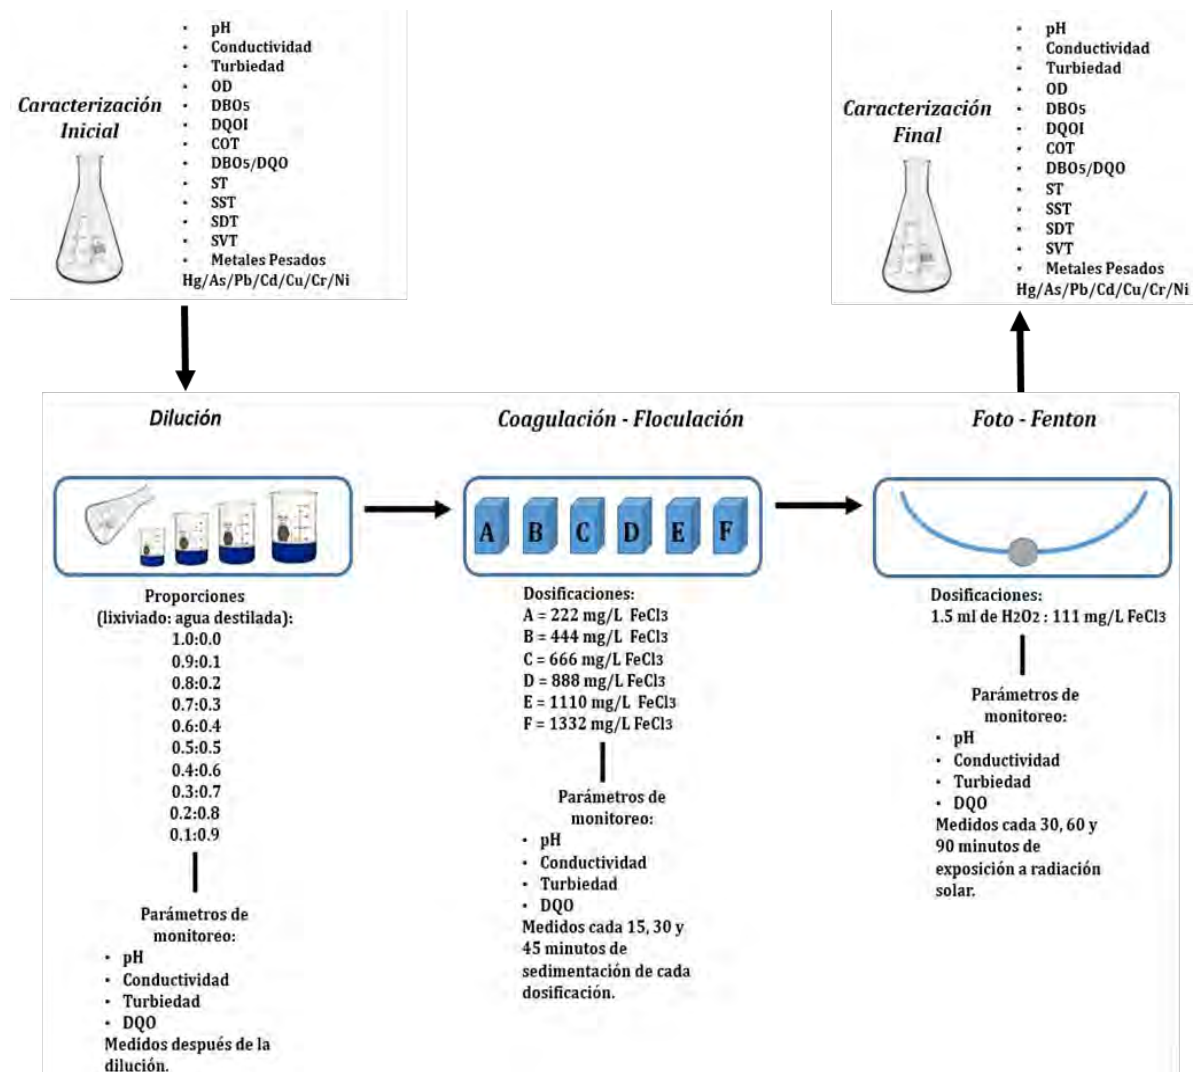 Caracterización
Inicial
• pH
• Conductividad
• Turbiedad
• OD
• DBO5
• DQOI
• COT
• DBO5/DQO
• ST
• SST
• SDT
• SVT
• Metales Pesados
Hg/As/Pb/Cd/Cu/Cr/Ni
Caracterización
Final
• pH
• Conductividad
• Turbiedad
• OD
• DBO5
• DQOI
• COT
• DBO5/DQO
• ST
• SST
• SDT
• SVT
• Metales Pesados
Hg/As/Pb/Cd/Cu/Cr/Ni
Dilución
Proporciones
(lixiviado: agua destilada):
1.0:0.0
0.9:0.1
0.8:0.2
0.7:0.3
0.6:0.4
0.5:0.5
0.4:0.6
0.3:0.7
0.2:0.8
0.1:0.9
Parámetros de
monitoreo:
• pH
• Conductividad
• Turbiedad
• DQO
Medidos después de la
dilución.
Coagulación - Floculación
A B C D E F
Dosificaciones:
A = 222 mg/L FeCl3
B = 444 mg/L FeCl3
C = 666 mg/L FeCl3
D = 888 mg/L FeCl3
E = 1110 mg/L FeCl3
F = 1332 mg/L FeCl3
Parámetros de
monitoreo:
• pH
• Conductividad
• Turbiedad
• DQO
Medidos cada 15, 30 y
45 minutos de
sedimentación de cada
dosificación.
Foto - Fenton
Dosificaciones:
1.5 ml de H2O2 : 111 mg/L FeCl3
Parámetros de
monitoreo:
• pH
• Conductividad
• Turbiedad
• DQO
Medidos cada 30, 60 y
90 minutos de
exposición a radiación
solar.